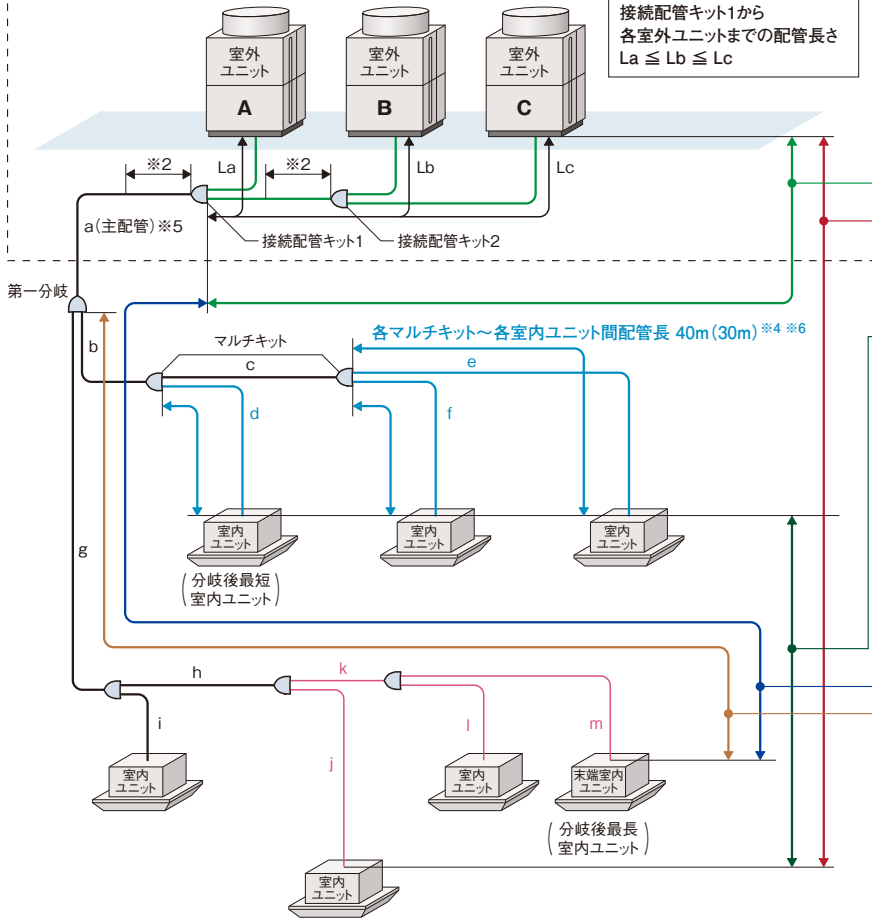 接続配管キット1から
各室外ユニットまでの配管長さ
La ≦ Lb ≦ Lc
室外
ユニット
A
室外
ユニット
B
室外
ユニット
C
※2
La
※2
Lb
Lc
a(主配管)※5
接続配管キット1
接続配管キット2
第一分岐
b
マルチキット
各マルチキット~各室内ユニット間配管長 40m(30m)※4 ※6
c
e
d
f
g
室内
ユニット
室内
ユニット
室内
ユニット
(分岐後最短
室内ユニット)
h
k
i
j
l
m
室内
ユニット
室内
ユニット
末端室内
ユニット
(分岐後最長
室内ユニット)
室内
ユニット